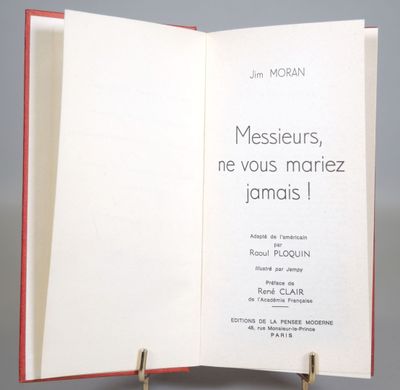 Jim MORAN
Messieurs,
ne vous mariez
jamais !
Adapté de l'américain
par
Raoul PLOQUIN
Illustré par Jempy
Préface de
René CLAIR
de l'Académie Française
EDITIONS DE LA PENSEE MODERNE
48, rue Monsieur-le-Prince
PARIS